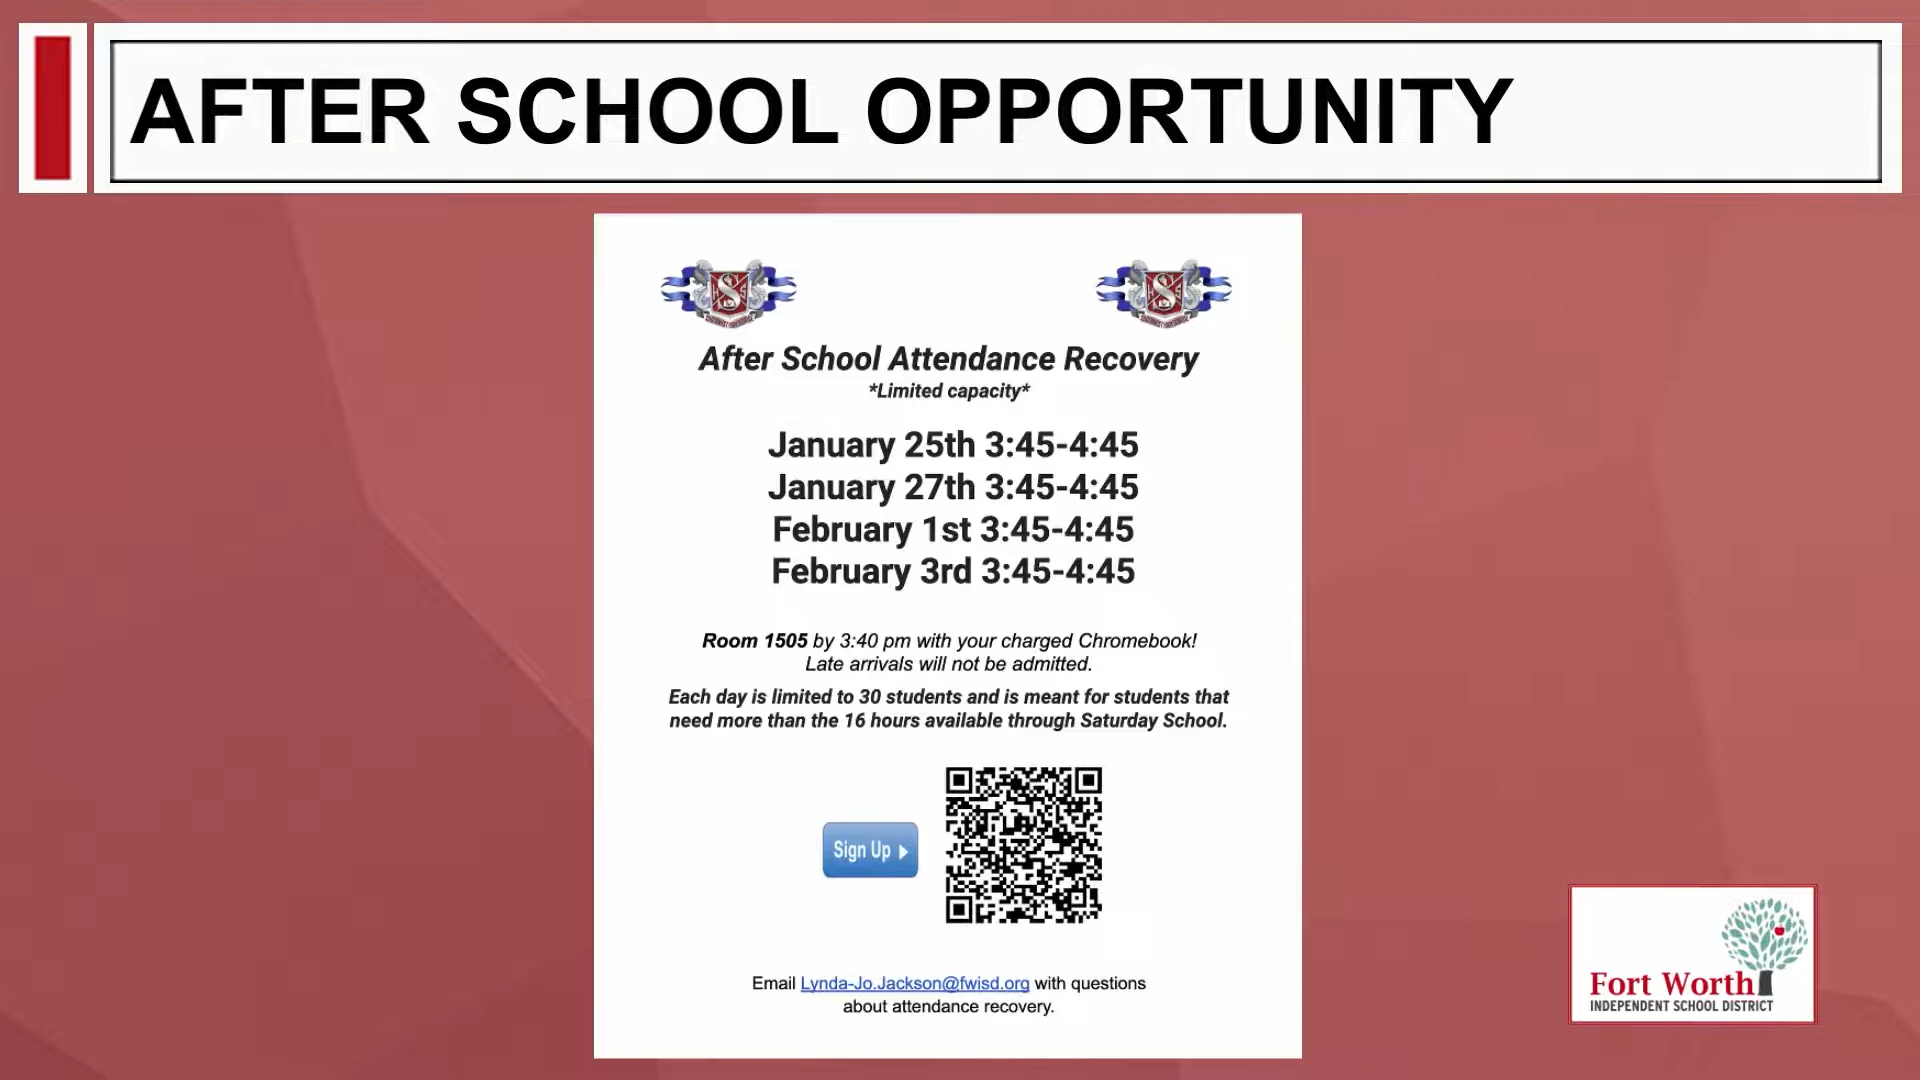 AFTER SCHOOL OPPORTUNITY
After School Attendance Recovery
*Limited capacity*
January 25th 3:45-4:45
January 27th 3:45-4:45
February 1st 3:45-4:45
February 3rd 3:45-4:45
Room 1505 by 3:40 pm with your charged Chromebook!
Late arrivals will not be admitted.
Each day is limited to 30 students and is meant for students that
need more than the 16 hours available through Saturday School.
Sign Up
Email Lynda-Jo.Jackson@fwisd.org with questions
about attendance recovery.
Fort Worth
INDEPENDENT SCHOOL DISTRICT